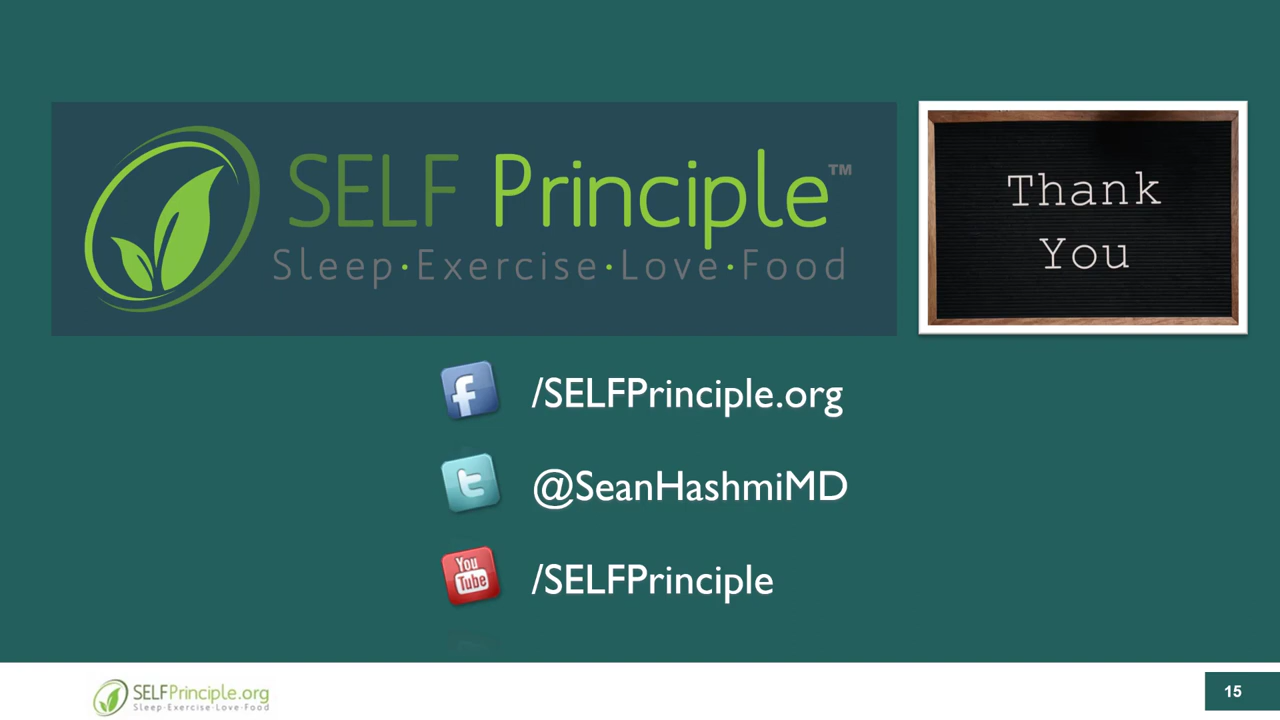 SELF Principle™
Sleep·Exercise·Love·Food
Thank
You
f
/SELFPrinciple.org
t
@SeanHashmiMD
You
Tube
/SELFPrinciple
SELFPrinciple.org
Sleep·Exercise·Love·Food
15